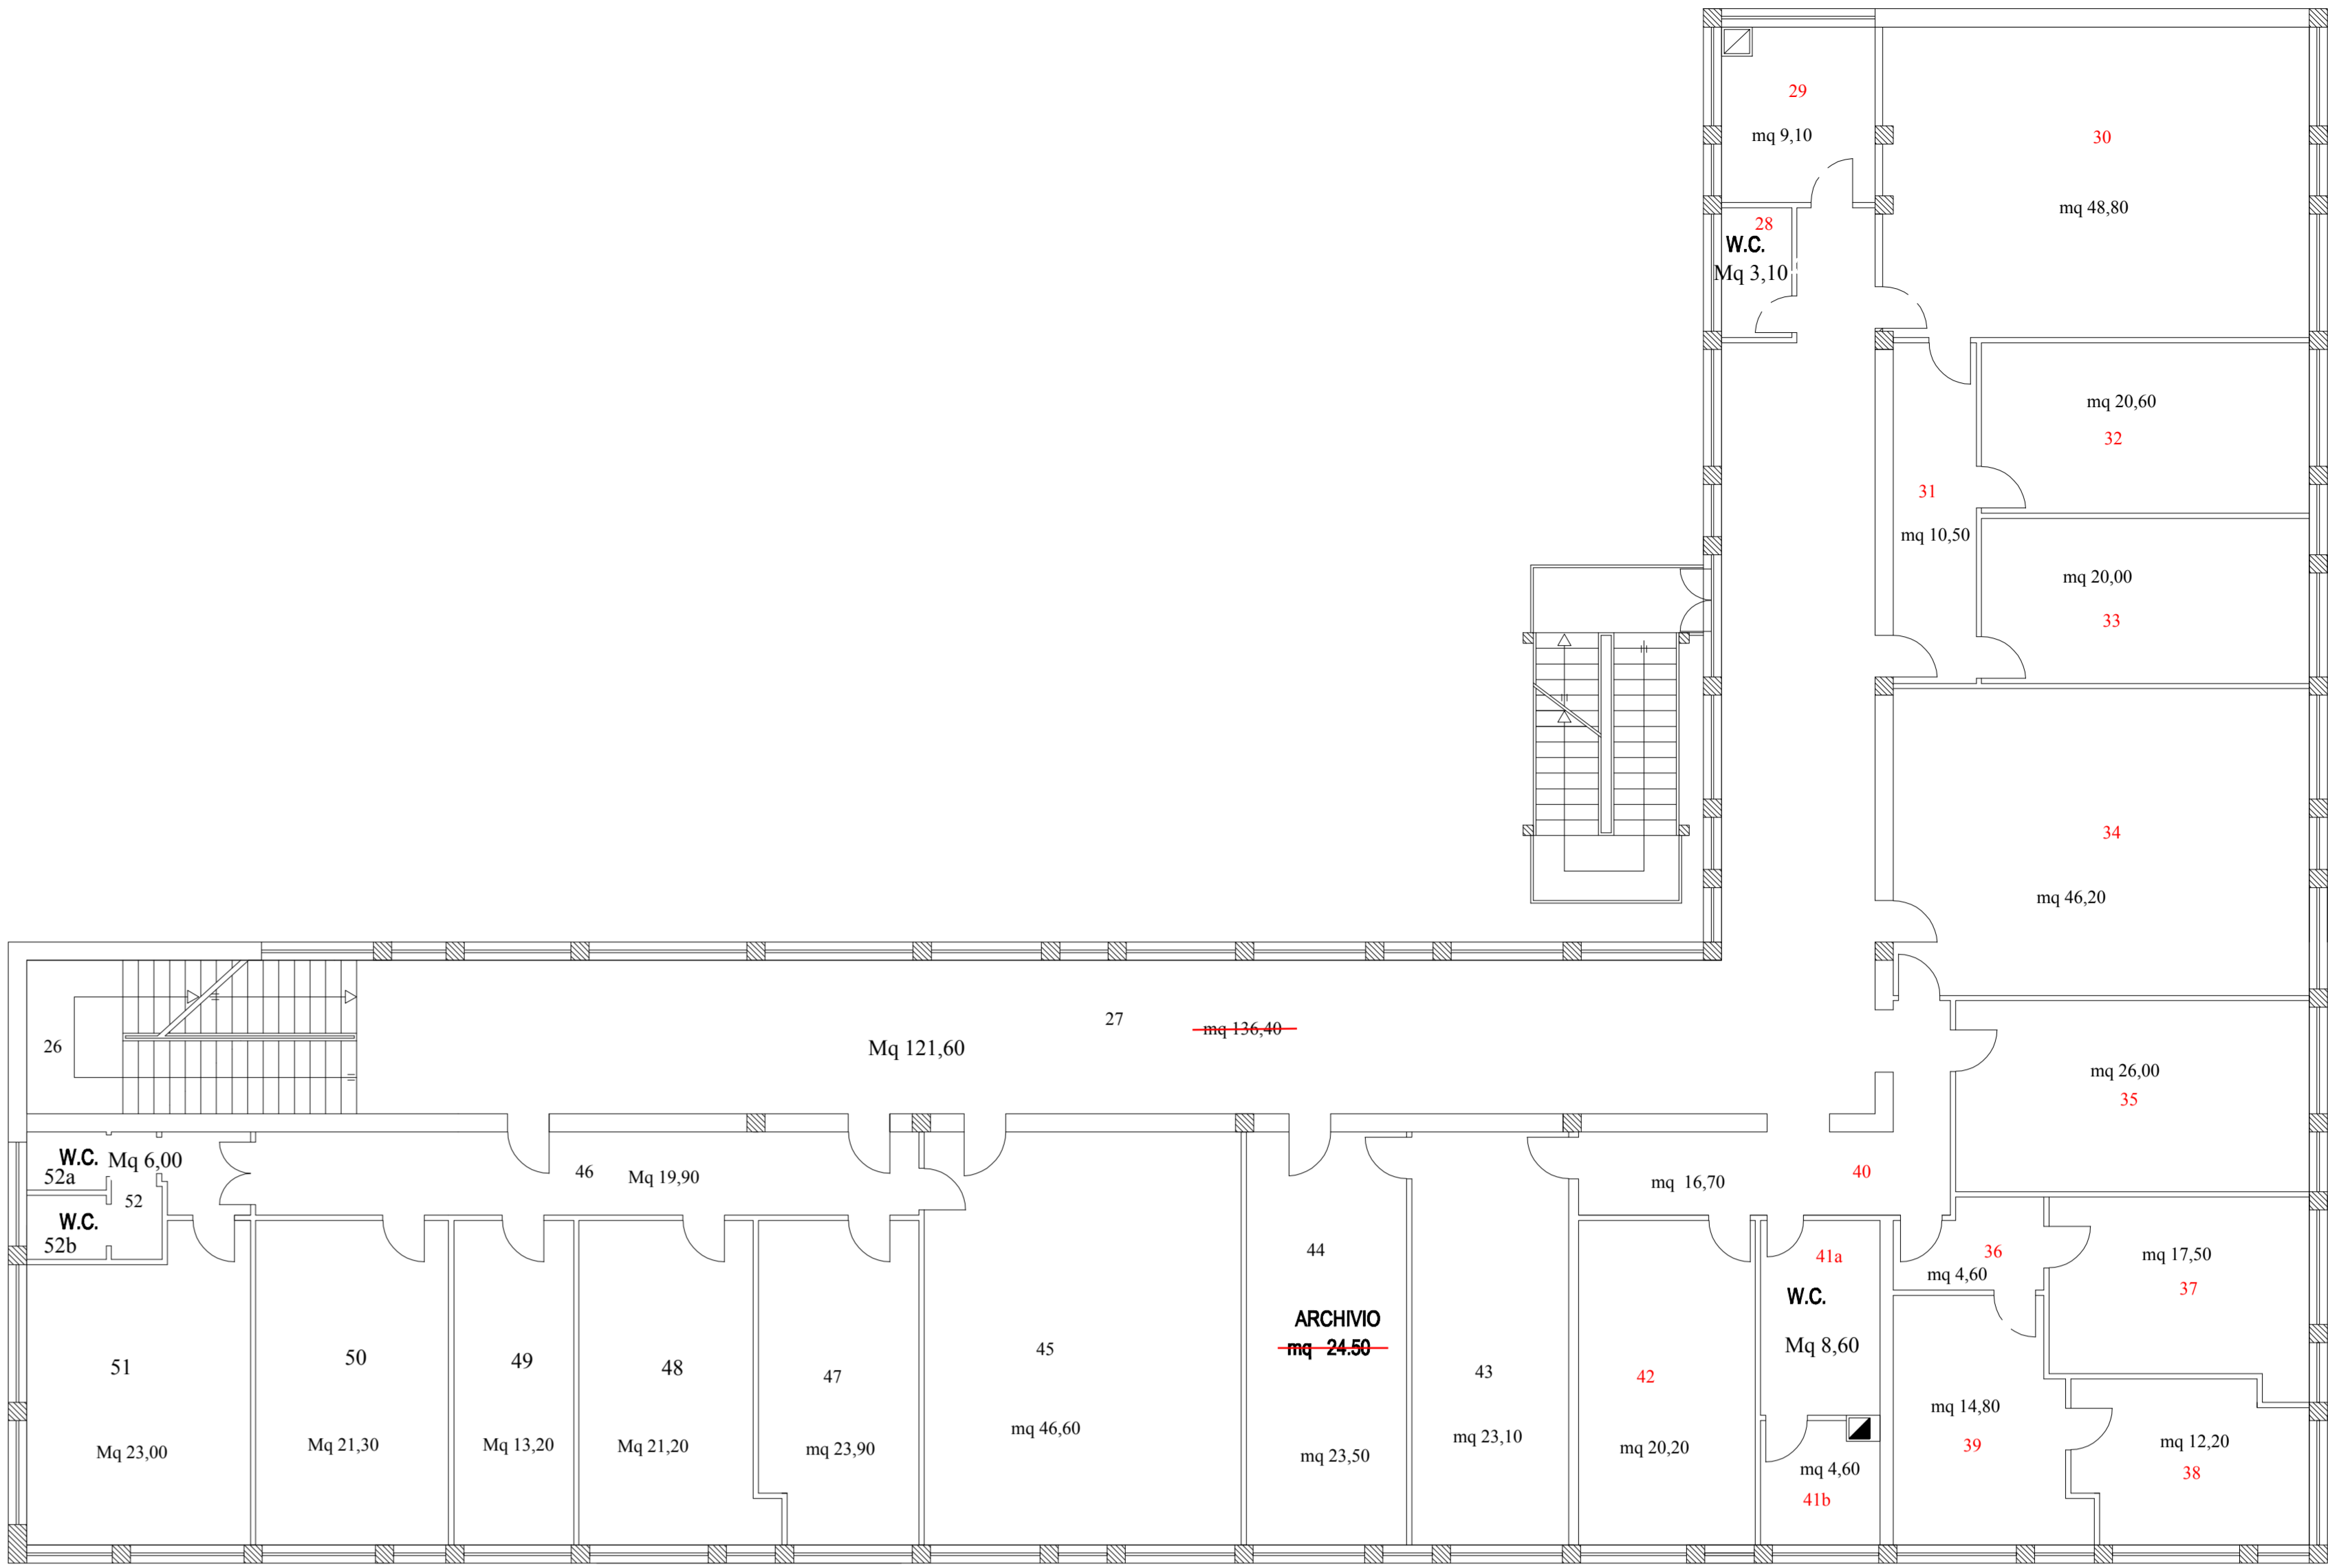 29
mq 9,10
30
mq 48,80
28
W.C.
Mq 3,10
mq 20,60
32
31
mq 10,50
mq 20,00
33
34
mq 46,20
26
27
mq 136,40
Mq 121,60
mq 26,00
35
W.C.
52a
Mq 6,00
52
W.C.
52b
46
Mq 19,90
mq 16,70
40
44
ARCHIVIO
mq 24.50
mq 23,50
41a
W.C.
Mq 8,60
36
mq 4,60
mq 17,50
37
51
Mq 23,00
50
Mq 21,30
49
Mq 13,20
48
Mq 21,20
47
mq 23,90
45
mq 46,60
43
mq 23,10
42
mq 20,20
mq 4,60
41b
mq 14,80
39
mq 12,20
38